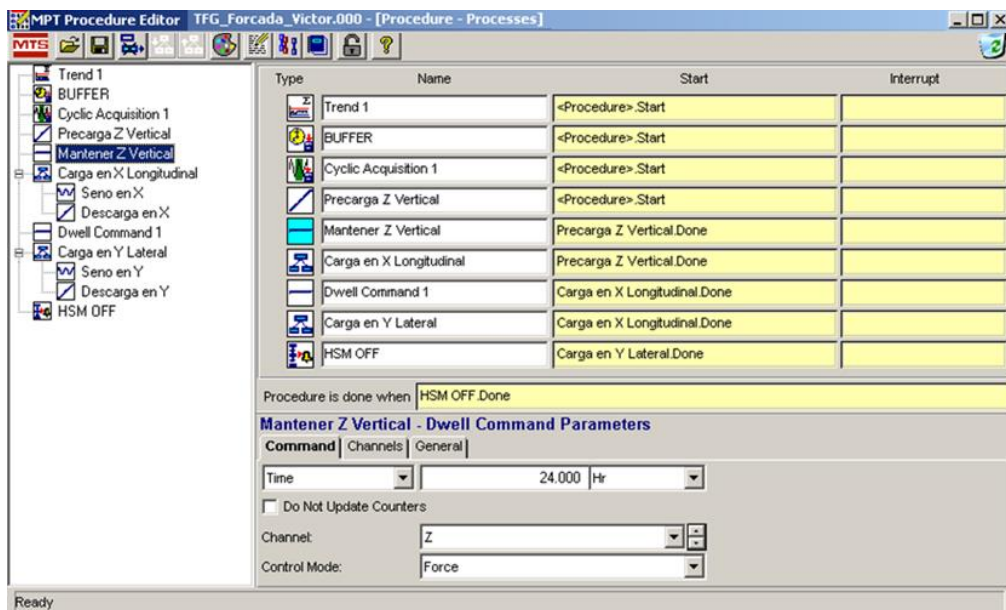 MPT Procedure Editor TFG_Forcada_Victor.000 - [Procedure - Processes]
MTS
Trend 1
BUFFER
Cyclic Acquisition 1
Precarga Z Vertical
Mantener Z Vertical
Carga en X Longitudinal
Seno en X
Descarga en X
Dwell Command 1
Carga en Y Lateral
Seno en Y
Descarga en Y
HSM OFF
Type Name Start Interrupt
Trend 1 <Procedure>.Start
BUFFER <Procedure>.Start
Cyclic Acquisition 1 <Procedure>.Start
Precarga Z Vertical <Procedure>.Start
Mantener Z Vertical Precarga Z Vertical.Done
Carga en X Longitudinal Precarga Z Vertical.Done
Dwell Command 1 Carga en X Longitudinal.Done
Carga en Y Lateral Carga en X Longitudinal.Done
HSM OFF Carga en Y Lateral.Done
Procedure is done when HSM OFF.Done
Mantener Z Vertical - Dwell Command Parameters
Command Channels General
Time 24.000 Hr
Do Not Update Counters
Channel: Z
Control Mode: Force
Ready